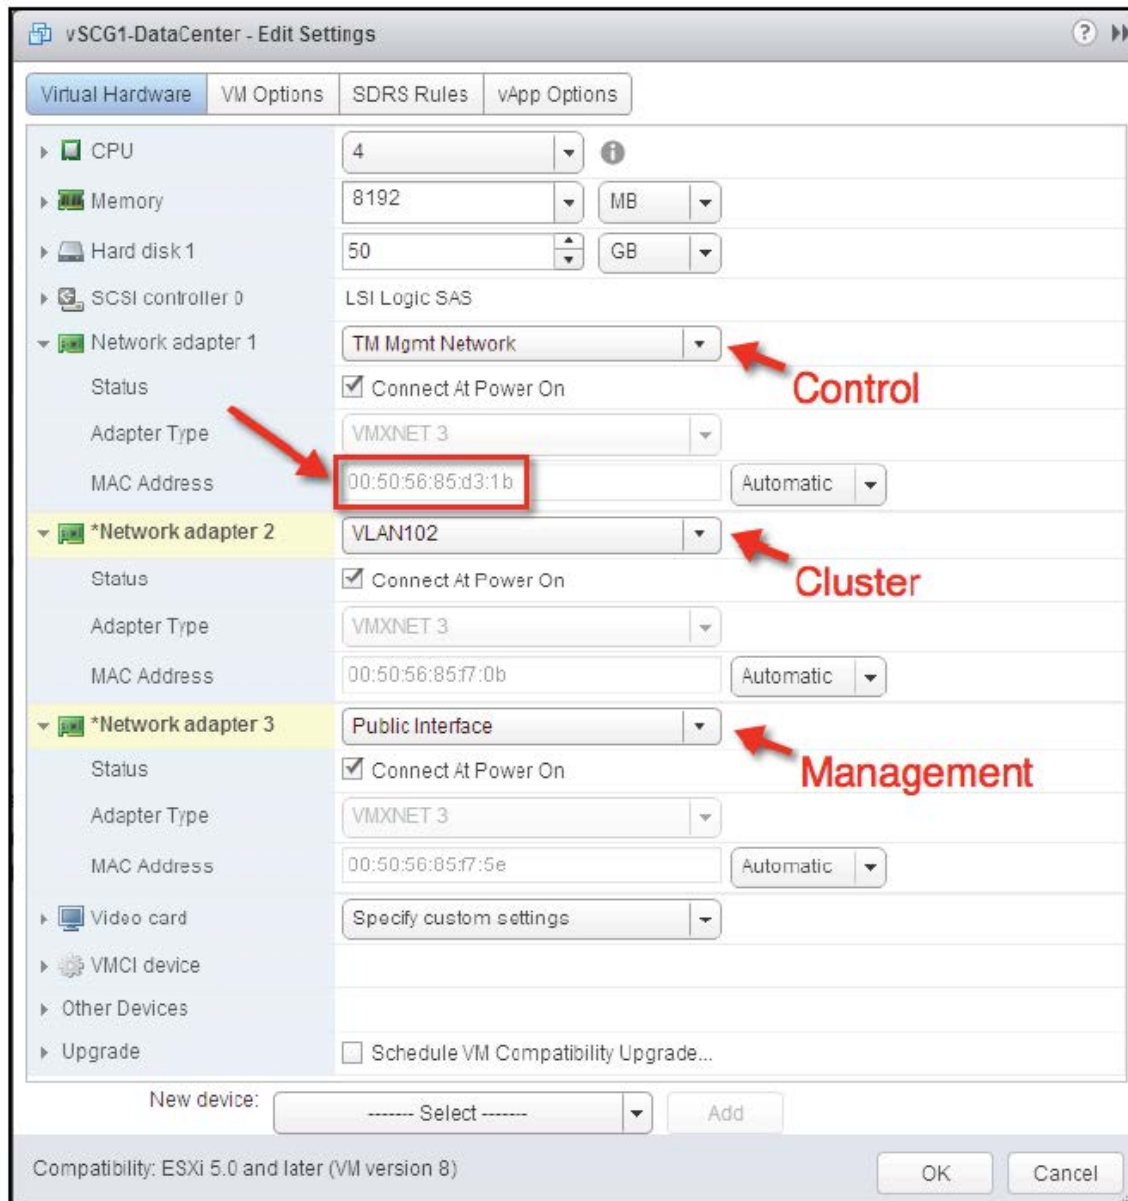 vSCG1-DataCenter - Edit Settings ?
Virtual Hardware VM Options SDRS Rules vApp Options
CPU 4
Memory 8192 MB
Hard disk 1 50 GB
SCSI controller 0 LSI Logic SAS
Network adapter 1 TM Mgmt Network
Control
Status Connect At Power On
Adapter Type VMXNET 3
MAC Address 00:50:56:85:d3:1b Automatic
*Network adapter 2 VLAN102
Cluster
Status Connect At Power On
Adapter Type VMXNET 3
MAC Address 00:50:56:85:f7:0b Automatic
*Network adapter 3 Public Interface
Management
Status Connect At Power On
Adapter Type VMXNET 3
MAC Address 00:50:56:85:f7:5e Automatic
Video card Specify custom settings
VMCI device
Other Devices
Upgrade Schedule VM Compatibility Upgrade...
New device: ------- Select ------- Add
Compatibility: ESXi 5.0 and later (VM version 8) OK Cancel